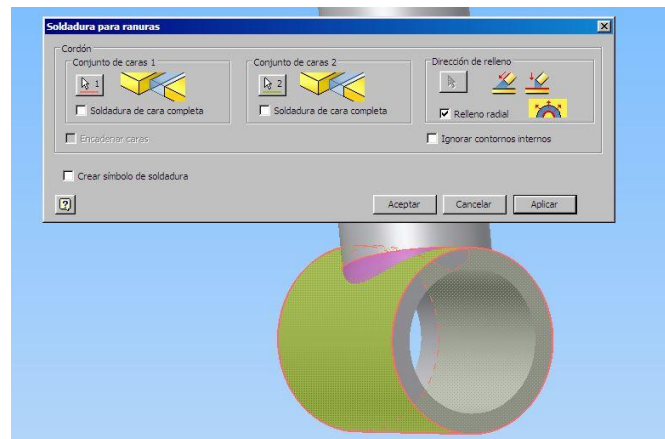 Soldadura para ranuras
Cordón
Conjunto de caras 1
1
Soldadura de cara completa
Conjunto de caras 2
2
Soldadura de cara completa
Dirección de relleno
Relleno radial
Encadenar caras
Ignorar contornos internos
Crear símbolo de soldadura
?
Aceptar
Cancelar
Aplicar